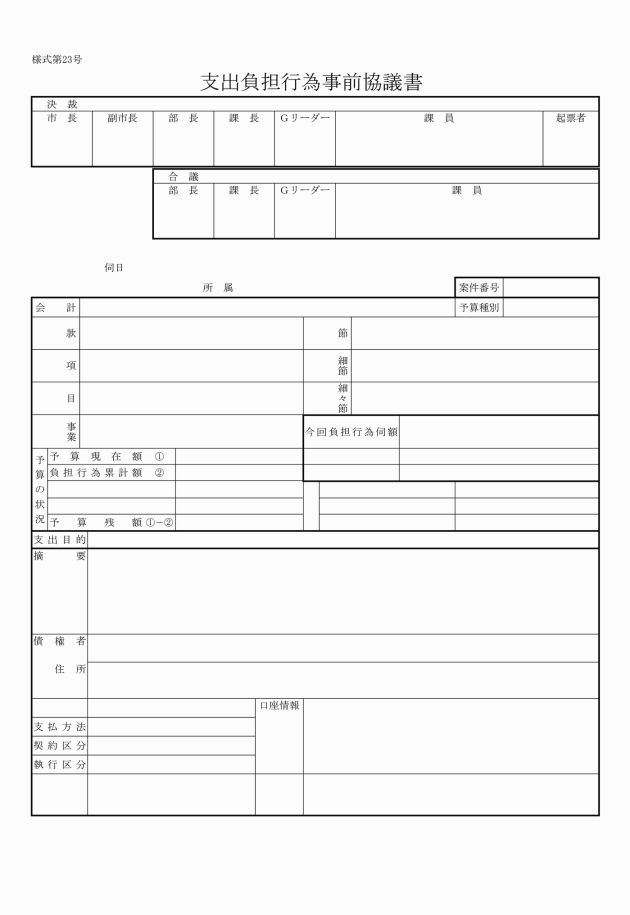 様式第23号
支出負担行為事前協議書
決　裁
市　長　副市長　部　長　課　長　Gリーダー　課　員　起票者
合　議
部　長　課　長　Gリーダー　課　員
伺日
所　属　案件番号
会　計　予算種別
款　節
項　細節
目　細々節
事業　今回負担行為伺額
予算の状況
予算現在額①
負担行為累計額②
予算残額①－②
支出目的
摘　要
債権者
住　所
口座情報
支払方法
契約区分
執行区分